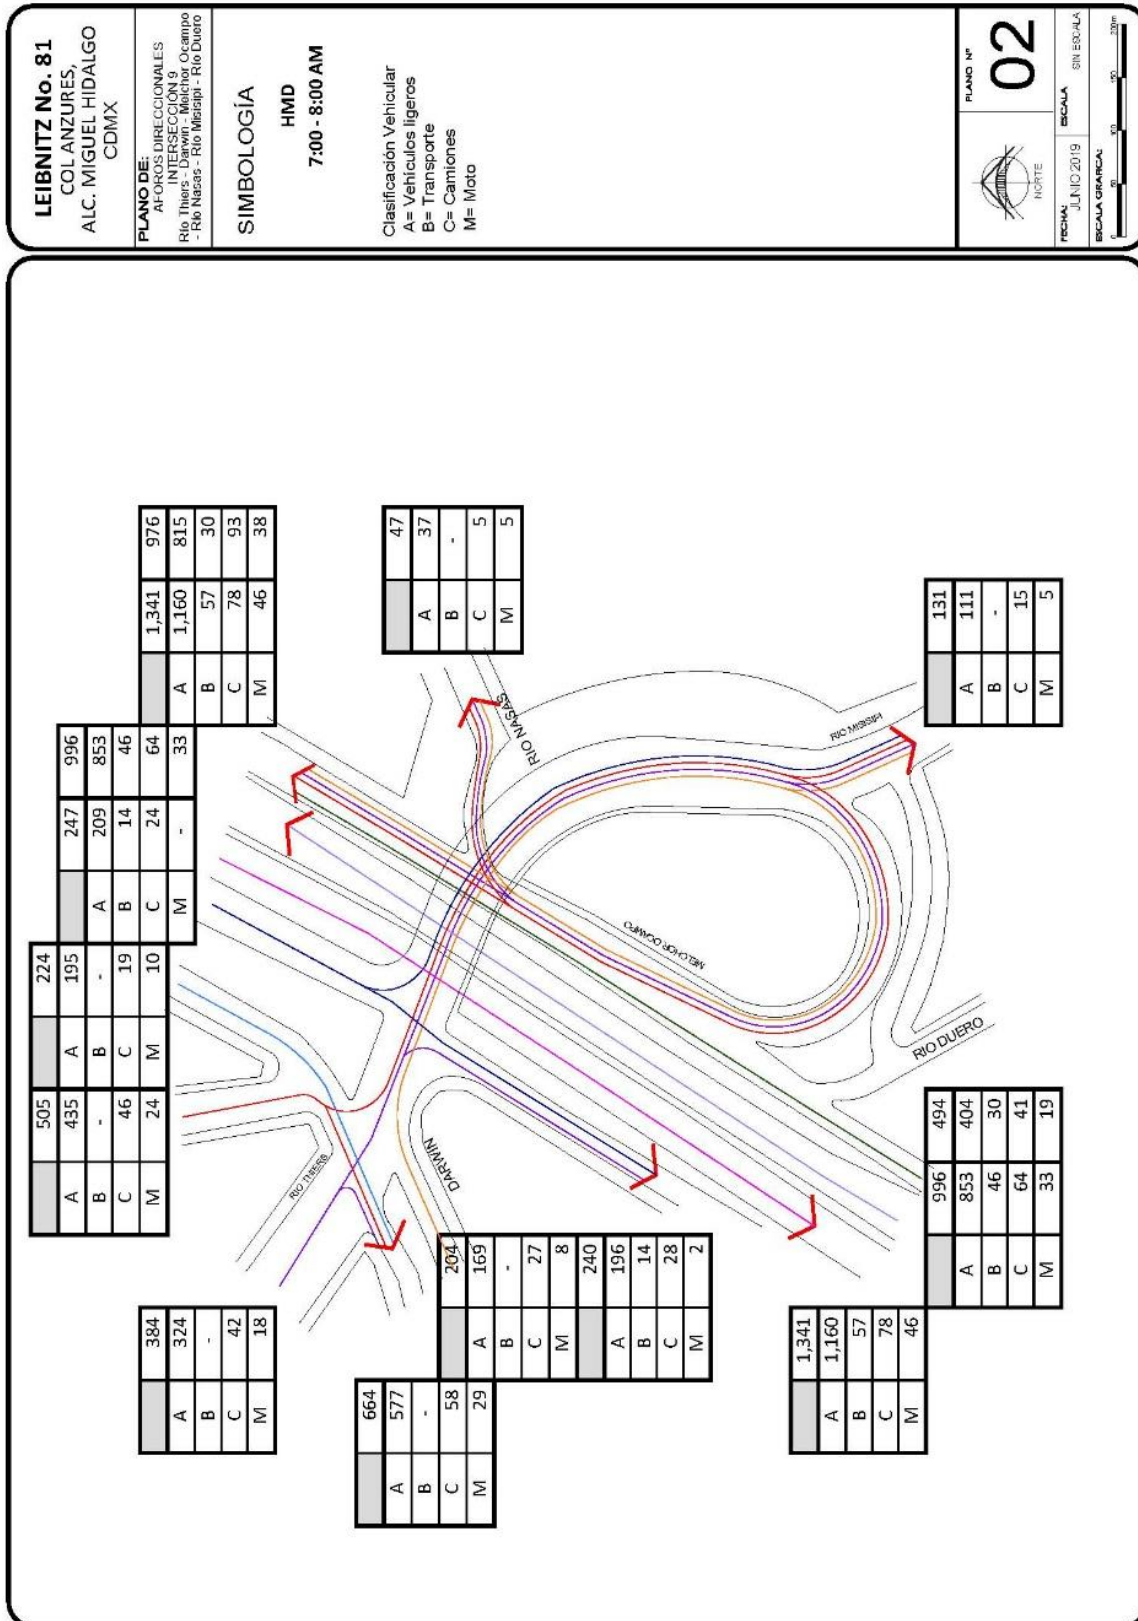 LEIBNITZ No. 81
COL ANZURES,
ALC. MIGUEL HIDALGO
CDMX
PLANO DE:
AFOROS DIRECCIONALES
INTERSECCIÓN 9
Río Thiers - Darwin - Melchor Ocampo
- Río Nasas - Río Misisipi - Río Duero
SIMBOLOGÍA
HMD
7:00 - 8:00 AM
Clasificación Vehicular
A= Vehículos ligeros
B= Transporte
C= Camiones
M= Moto
NORTE
PLANO Nº
02
FECHA:
JUNIO 2019
ESCALA
SIN ESCALA
ESCALA GRAFICA:
0 50 100 150 200m
505
A 435
B -
C 46
M 24
224
A 195
B -
C 19
M 10
247 996
A 209 853
B 14 46
C 24 64
M - 33
1,341 976
A 1,160 815
B 57 30
C 78 93
M 46 38
384
A 324
B -
C 42
M 18
47
A 37
B -
C 5
M 5
664
A 577
B -
C 58
M 29
204
A 169
B -
C 27
M 8
240
A 196
B 14
C 28
M 2
1,341
A 1,160
B 57
C 78
M 46
996 494
A 853 404
B 46 30
C 64 41
M 33 19
131
A 111
B -
C 15
M 5
RIO THIERS
DARWIN
RIO NASAS
MELCHOR OCAMPO
RIO MISISIPI
RIO DUERO